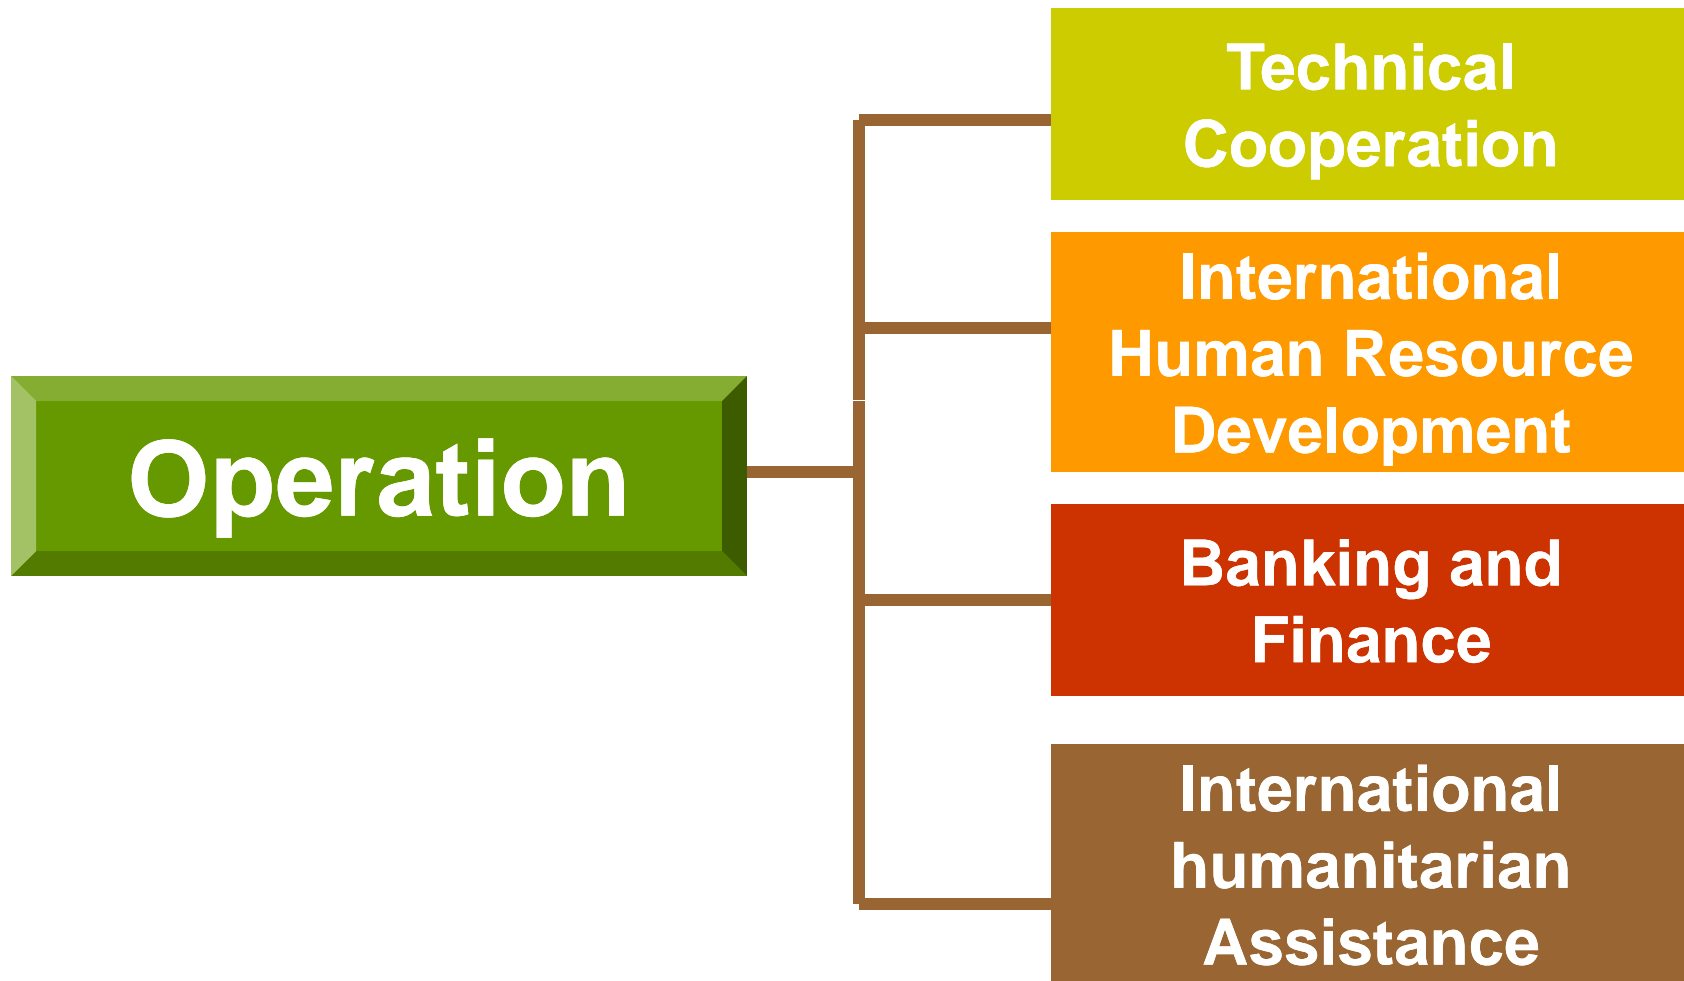 Technical
Cooperation
International
Human Resource
Development
Operation
Banking and
Finance
International
humanitarian
Assistance